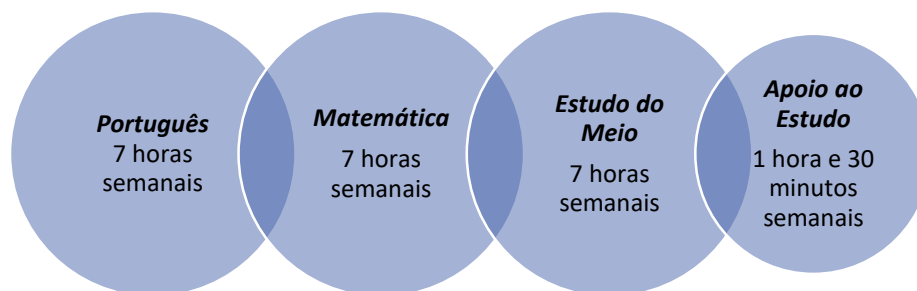 Português
7 horas
semanais
Matemática
7 horas
semanais
Estudo do
Meio
7 horas
semanais
Apoio ao
Estudo
1 hora e 30
minutos
semanais